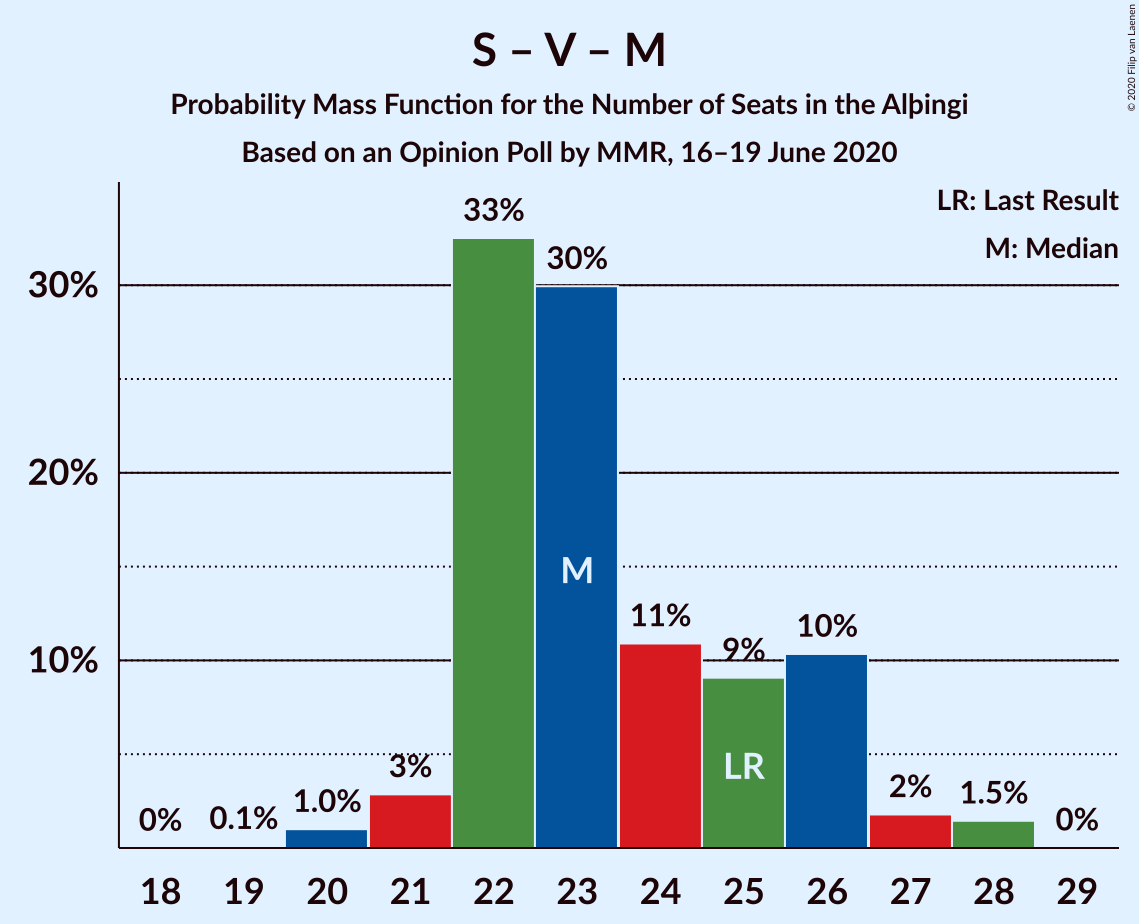 S – V – M
Probability Mass Function for the Number of Seats in the Alþingi
Based on an Opinion Poll by MMR, 16–19 June 2020
© 2020 Filip van Laenen
LR: Last Result
M: Median
33%
30%
30%
20%
M
11%
9%
10%
10%
LR
3%
2%
1.5%
1.0%
0%
0.1%
0%
18 19 20 21 22 23 24 25 26 27 28 29